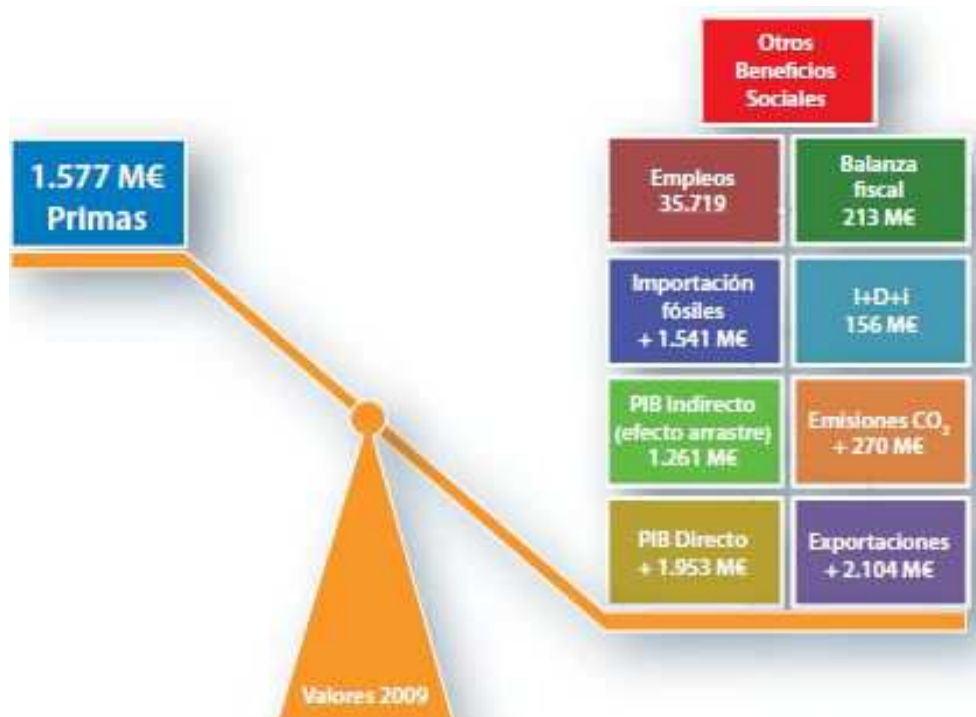 Otros
Beneficios
Sociales
1.577 M€
Primas
Empleos
35.719
Balanza
fiscal
213 M€
Importación
fósiles
+ 1.541 M€
I+D+i
156 M€
PIB Indirecto
(efecto arrastre)
1.261 M€
Emisiones CO₂
+ 270 M€
PIB Directo
+ 1.953 M€
Exportaciones
+ 2.104 M€
Valores 2009